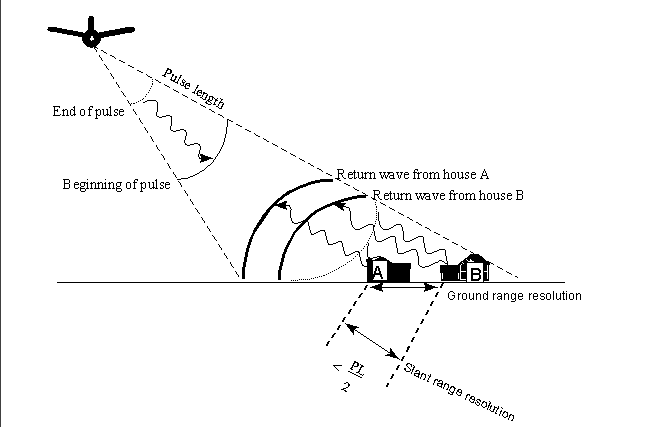 Pulse length
End of pulse
Beginning of pulse
Return wave from house A
Return wave from house B
A
B
Ground range resolution
< PL
2
Slant range resolution